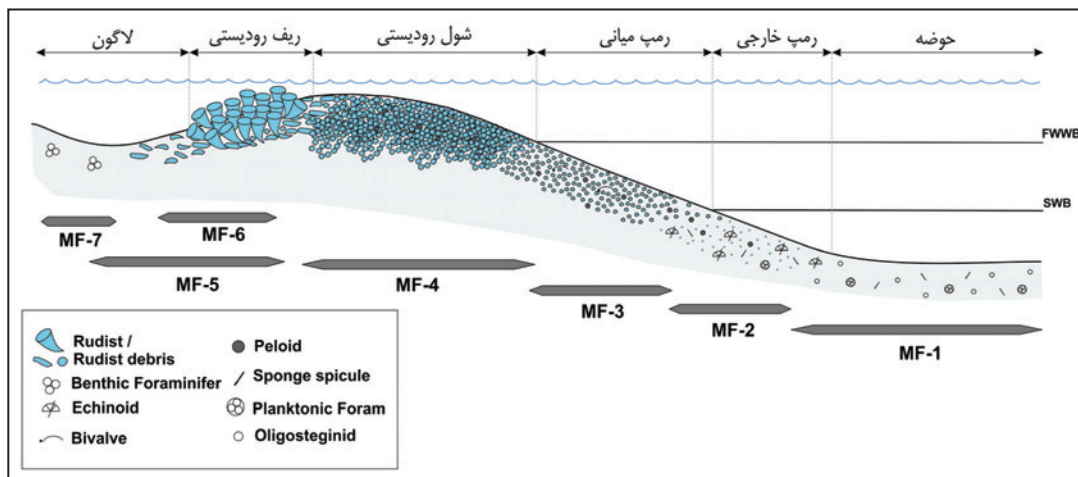 لاگون
ریف رودیستی
شول رودیستی
رمپ میانی
رمپ خارجی
حوضه
FWWB
SWB
MF-7
MF-6
MF-5
MF-4
MF-3
MF-2
MF-1
Rudist /
Rudist debris
Benthic Foraminifer
Echinoid
Bivalve
Peloid
Sponge spicule
Planktonic Foram
Oligosteginid